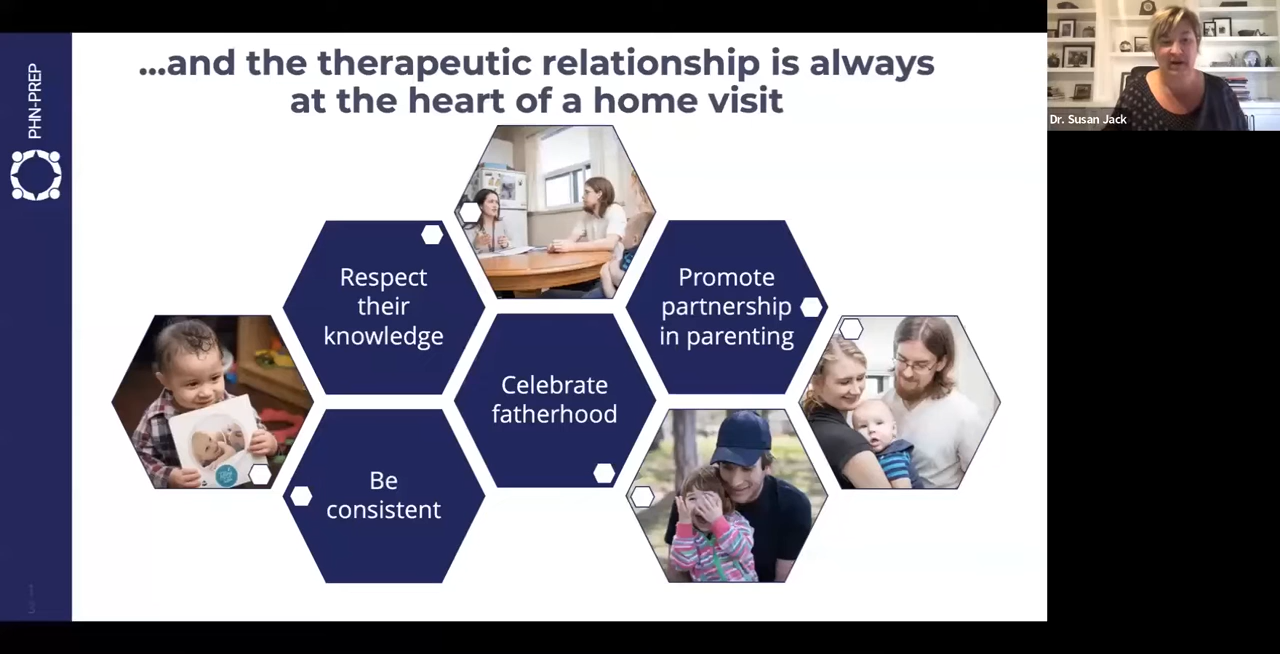 ...and the therapeutic relationship is always
at the heart of a home visit
PHN-PREP
Respect
their
knowledge
Promote
partnership
in parenting
Celebrate
fatherhood
Be
consistent
Dr. Susan Jack